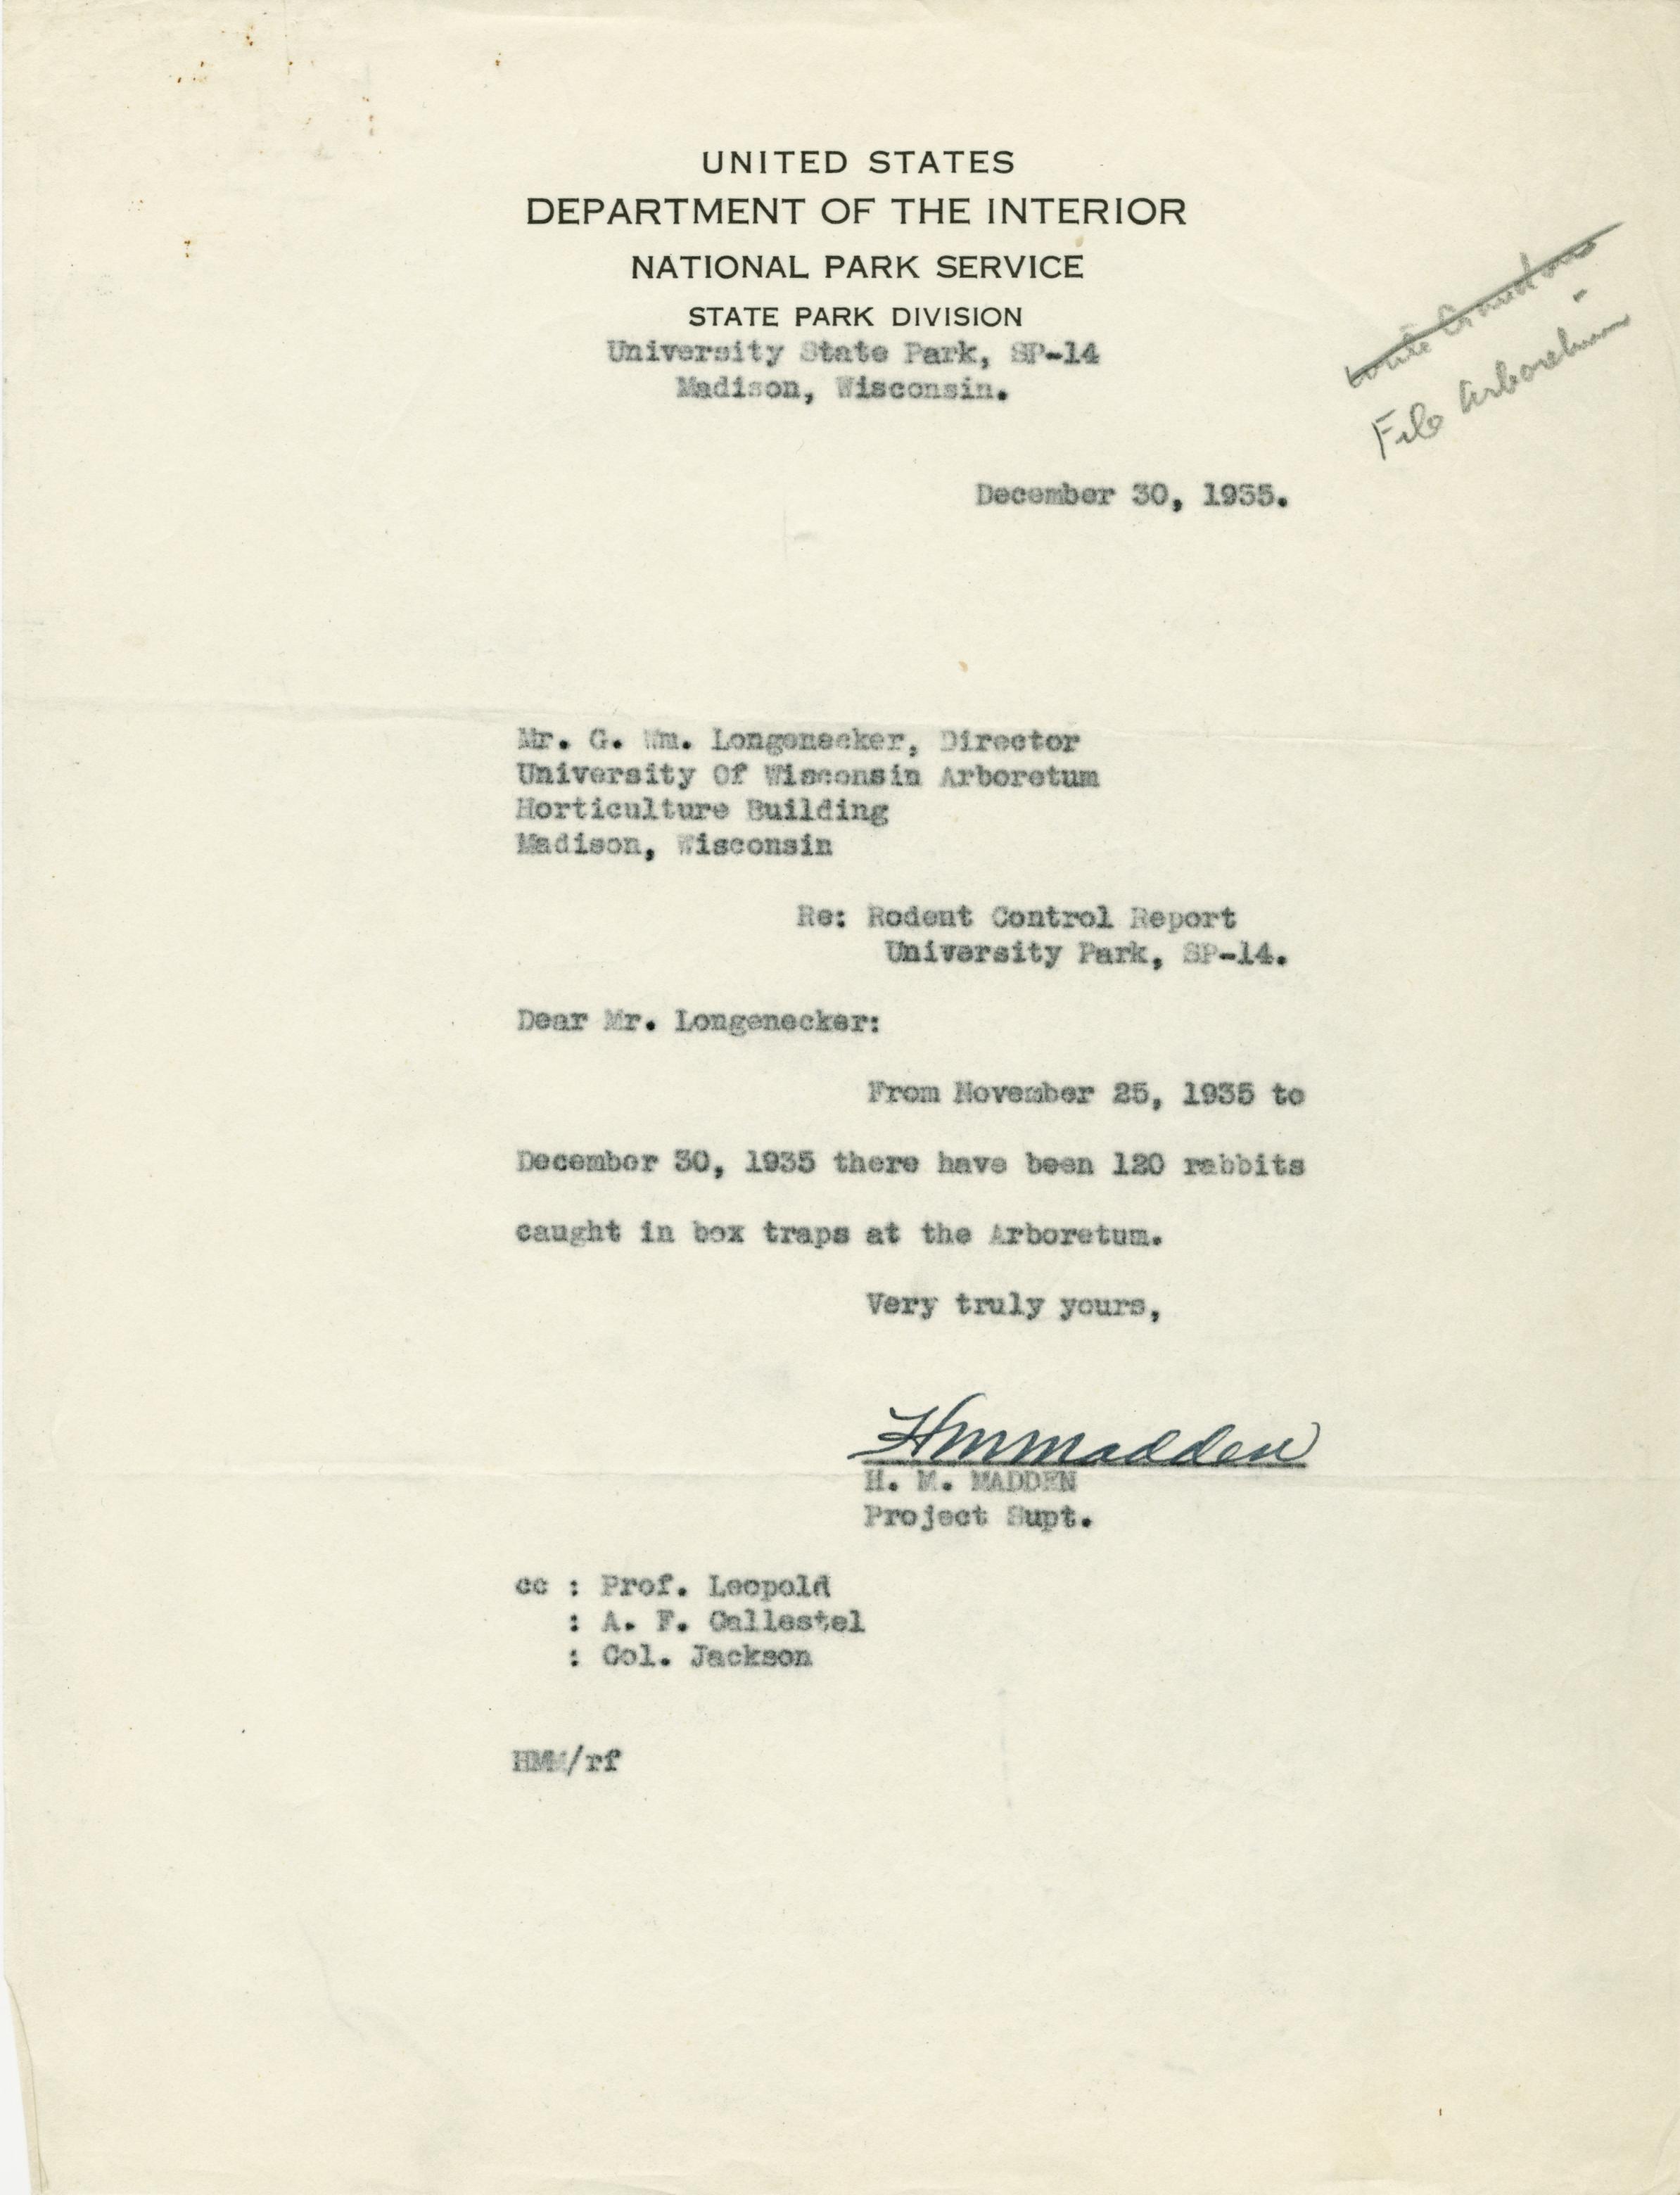 UNITED STATES
DEPARTMENT OF THE INTERIOR
NATIONAL PARK SERVICE
STATE PARK DIVISION
University State Park, SP-14
Madison, Wisconsin.
File Arboretum
December 30, 1935.
Mr. G. Wm. Longenecker, Director
University Of Wisconsin Arboretum
Horticulture Building
Madison, Wisconsin
Re: Rodent Control Report
University Park, SP-14.
Dear Mr. Longenecker:
From November 25, 1935 to
December 30, 1935 there have been 120 rabbits
caught in box traps at the Arboretum.
Very truly yours,
HMMadden
H. M. MADDEN
Project Supt.
cc : Prof. Leopold
: A. F. Gallestel
: Col. Jackson
HMM/rf